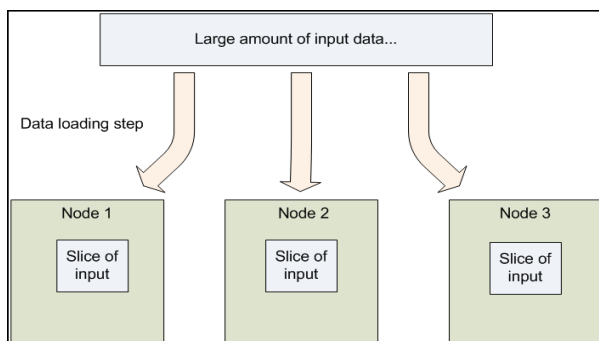 Large amount of input data...
Data loading step
Node 1
Node 2
Node 3
Slice of
input
Slice of
input
Slice of
input